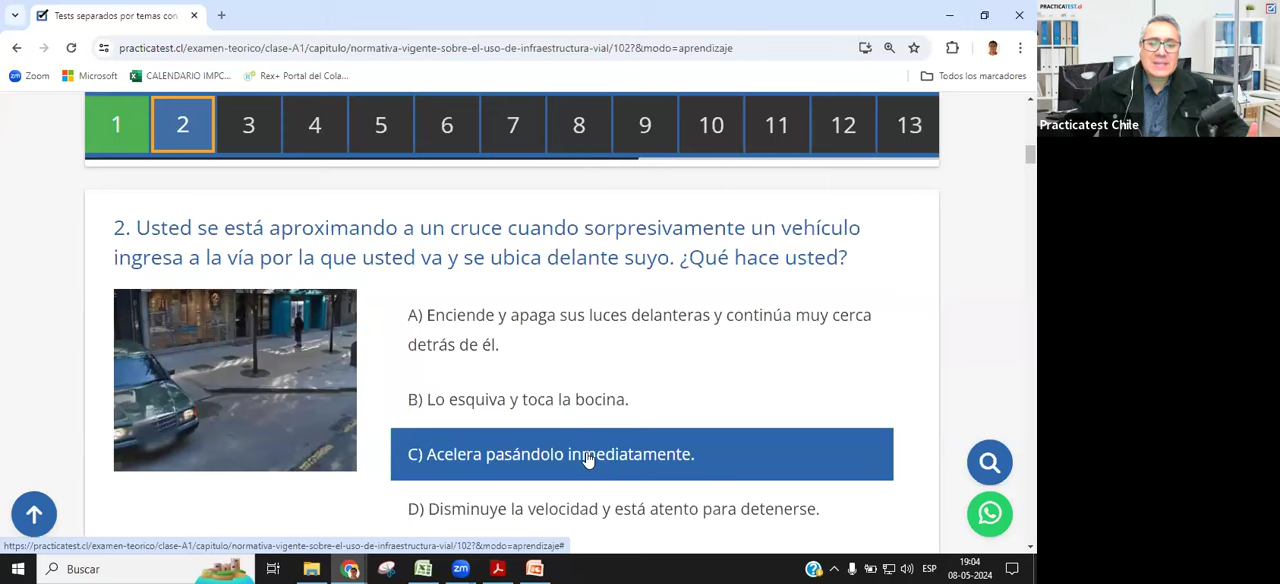 Tests separados por temas con
practicatest.cl/examen-teorico/clase-A1/capitulo/normativa-vigente-sobre-el-uso-de-infraestructura-vial/102?&modo=aprendizaje
Zoom
Microsoft
CALENDARIO IMPC...
Rex+ Portal del Cola...
Todos los marcadores
PRACTICATEST.cl
Practicatest Chile
1 2 3 4 5 6 7 8 9 10 11 12 13
2. Usted se está aproximando a un cruce cuando sorpresivamente un vehículo
ingresa a la vía por la que usted va y se ubica delante suyo. ¿Qué hace usted?
A) Enciende y apaga sus luces delanteras y continúa muy cerca
detrás de él.
B) Lo esquiva y toca la bocina.
C) Acelera pasándolo inmediatamente.
D) Disminuye la velocidad y está atento para detenerse.
https://practicatest.cl/examen-teorico/clase-A1/capitulo/normativa-vigente-sobre-el-uso-de-infraestructura-vial/102?&modo=aprendizaje#
Buscar
zm
ESP
19:04
08-05-2024